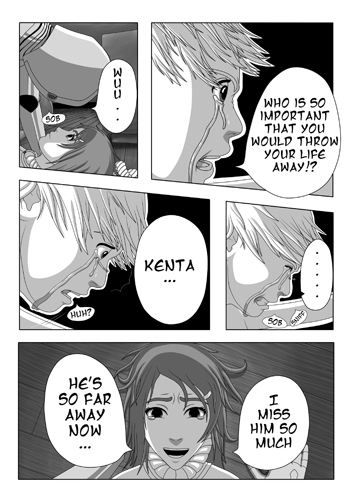 WHO IS SO
IMPORTANT
THAT YOU
WOULD THROW
YOUR LIFE
AWAY!?
WUU..
SOB
....
SOB
SNIFF
KENTA
...
HUH?
I
MISS
HIM SO
MUCH
HE'S
SO FAR
AWAY
NOW
...